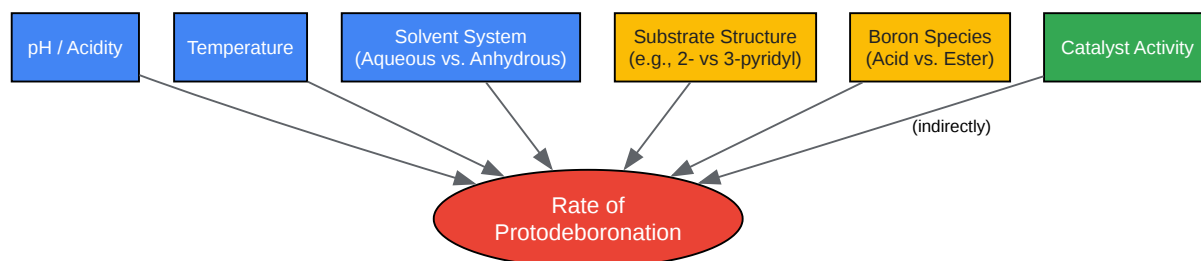 pH / Acidity
Temperature
Solvent System
(Aqueous vs. Anhydrous)
Substrate Structure
(e.g., 2- vs 3-pyridyl)
Boron Species
(Acid vs. Ester)
Catalyst Activity
(indirectly)
Rate of
Protodeboronation